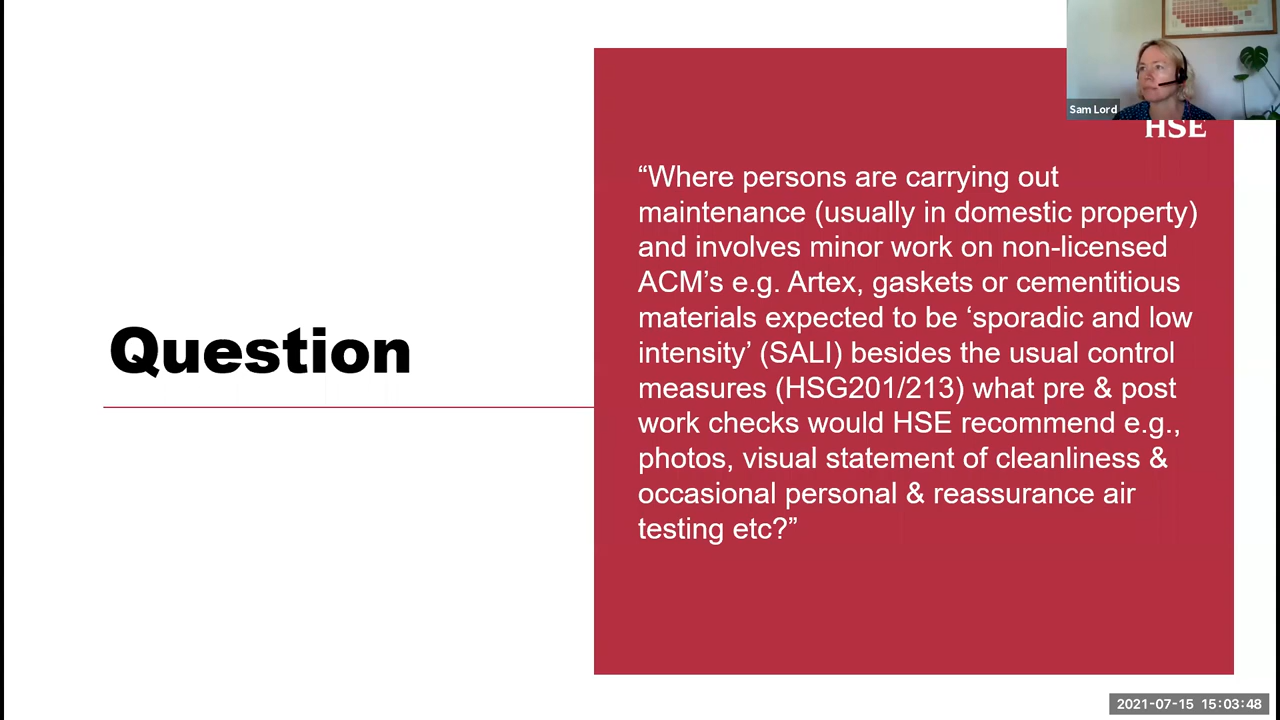 Sam Lord
HSE
Question
“Where persons are carrying out
maintenance (usually in domestic property)
and involves minor work on non-licensed
ACM’s e.g. Artex, gaskets or cementitious
materials expected to be ‘sporadic and low
intensity’ (SALI) besides the usual control
measures (HSG201/213) what pre & post
work checks would HSE recommend e.g.,
photos, visual statement of cleanliness &
occasional personal & reassurance air
testing etc?”
2021-07-15 15:03:48